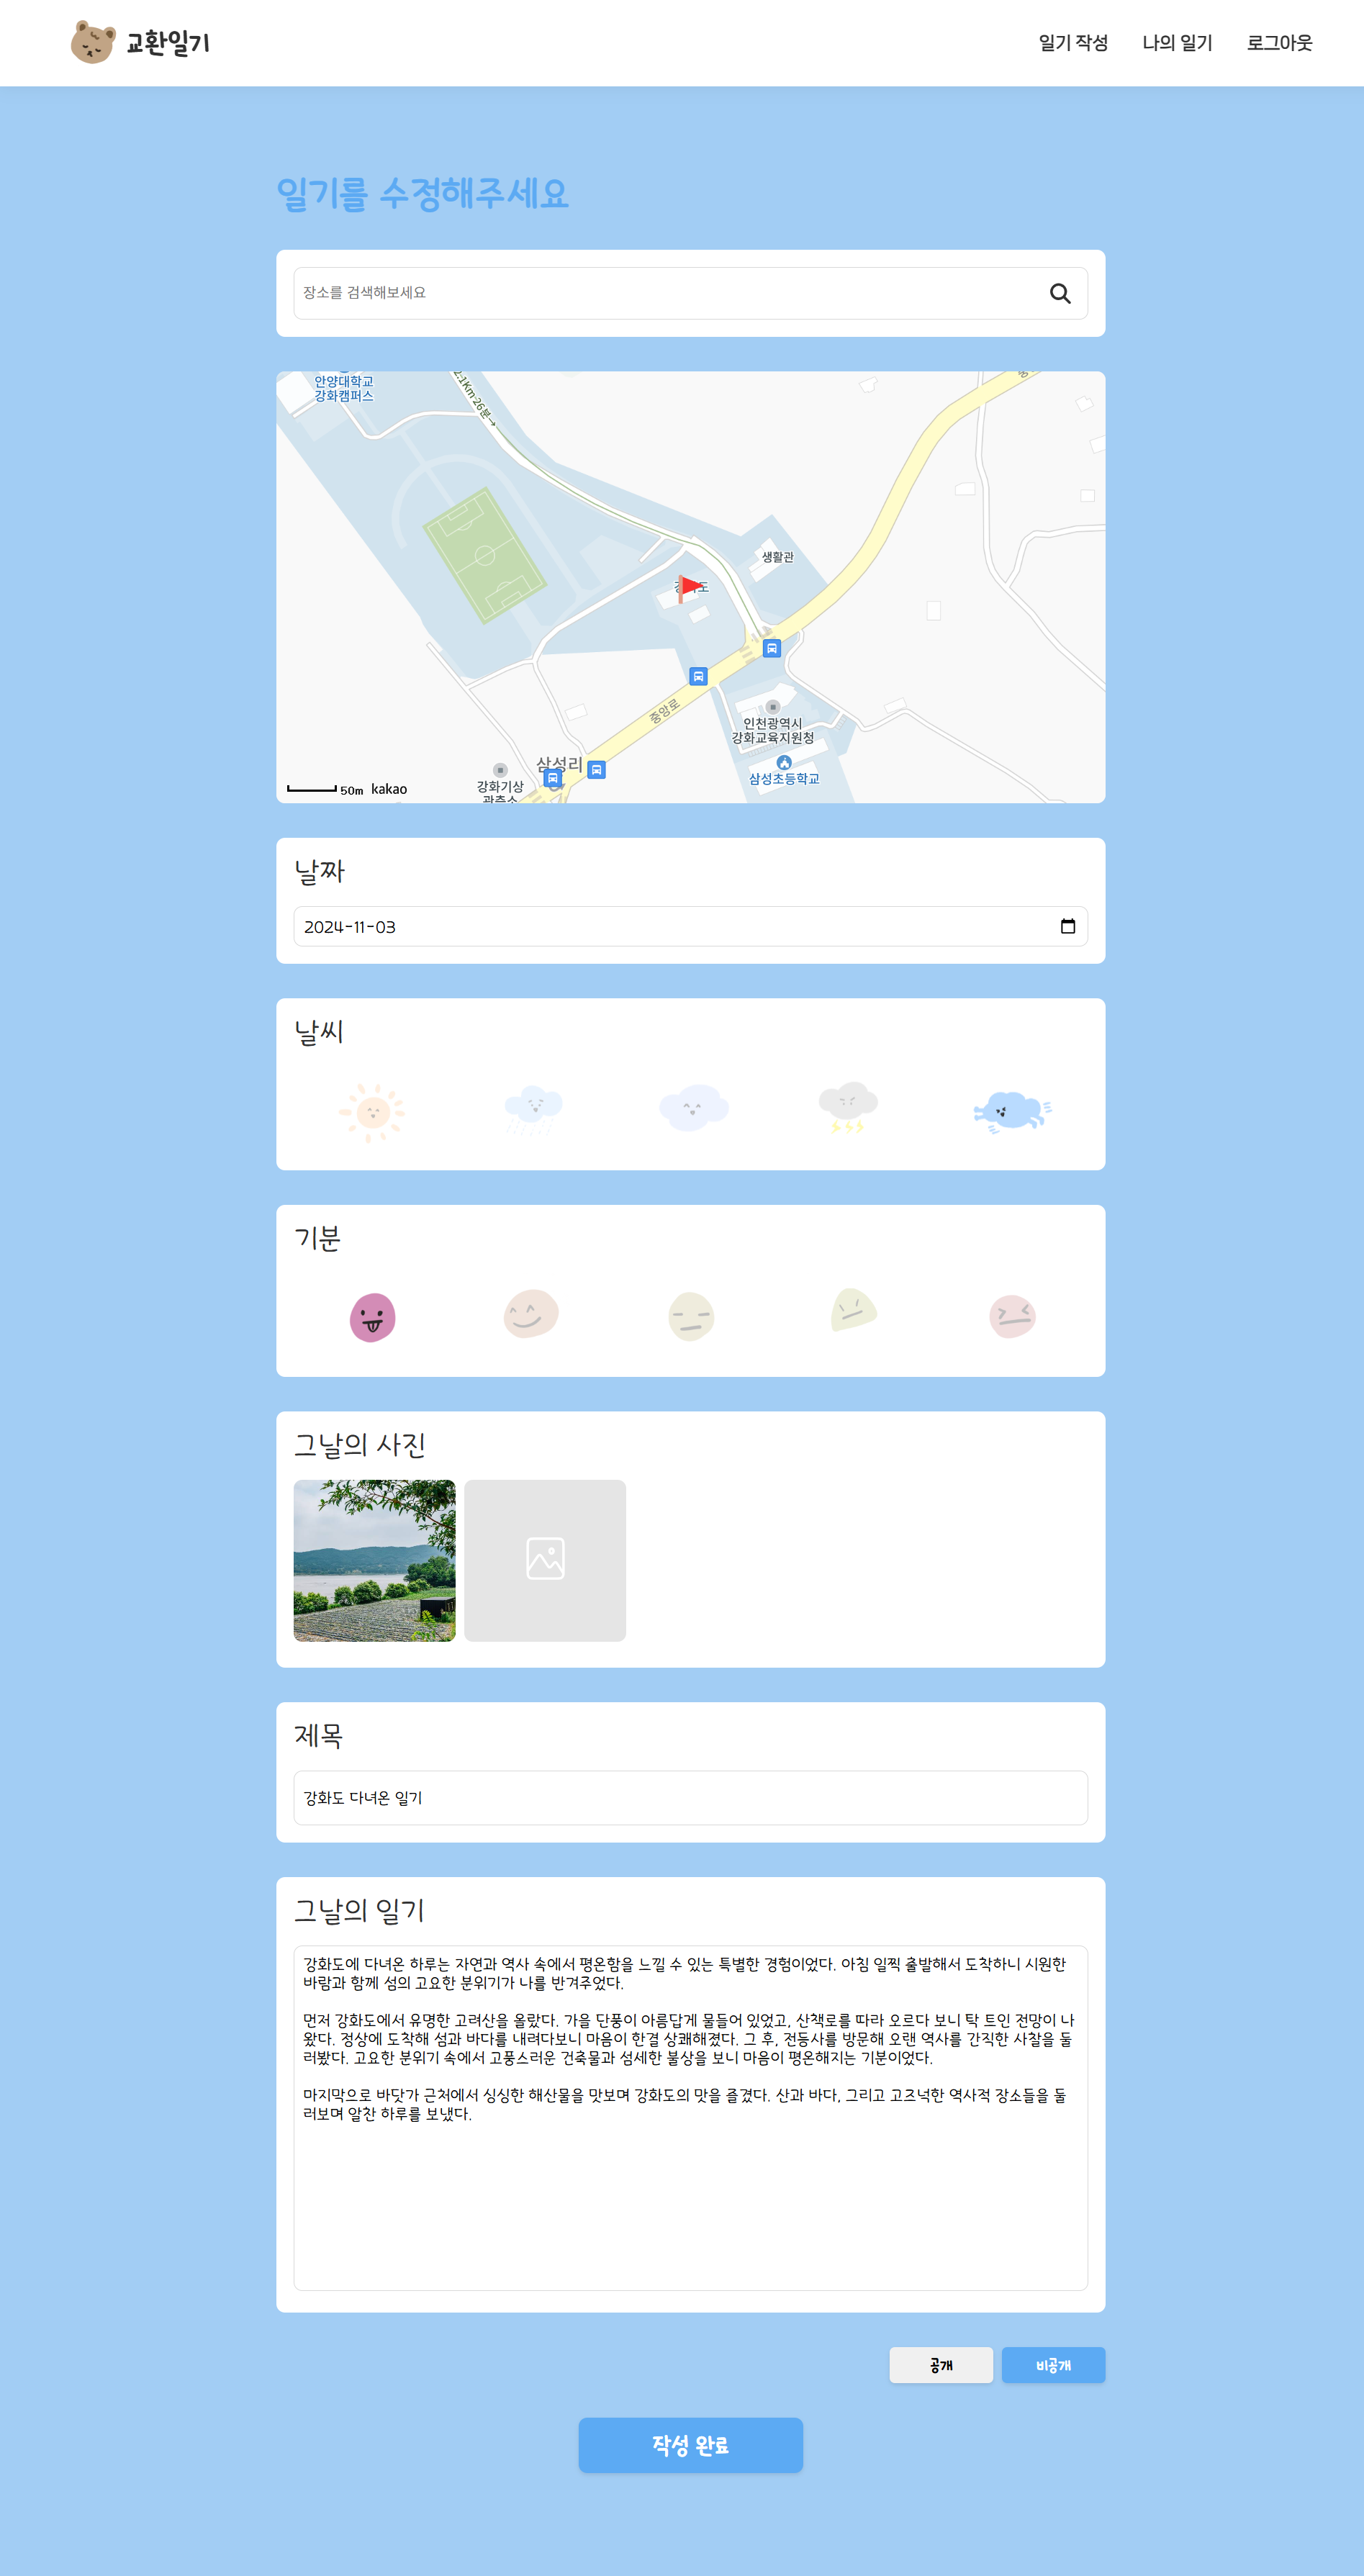 교환일기
일기 작성
나의 일기
로그아웃
일기를 수정해주세요
장소를 검색해보세요
안양대학교
강화캠퍼스
2.1Km·26분→
생활관
중앙로
인천광역시
강화교육지원청
삼성리
삼성초등학교
강화기상
관측소
50m kakao
날짜
2024-11-03
날씨
기분
그날의 사진
제목
강화도 다녀온 일기
그날의 일기
강화도에 다녀온 하루는 자연과 역사 속에서 평온함을 느낄 수 있는 특별한 경험이었다. 아침 일찍 출발해서 도착하니 시원한
바람과 함께 섬의 고요한 분위기가 나를 반겨주었다.
먼저 강화도에서 유명한 고려산을 올랐다. 가을 단풍이 아름답게 물들어 있었고, 산책로를 따라 오르다 보니 탁 트인 전망이 나
왔다. 정상에 도착해 섬과 바다를 내려다보니 마음이 한결 상쾌해졌다. 그 후, 전등사를 방문해 오랜 역사를 간직한 사찰을 둘
러봤다. 고요한 분위기 속에서 고풍스러운 건축물과 섬세한 불상을 보니 마음이 평온해지는 기분이었다.
마지막으로 바닷가 근처에서 싱싱한 해산물을 맛보며 강화도의 맛을 즐겼다. 산과 바다, 그리고 고즈넉한 역사적 장소들을 둘
러보며 알찬 하루를 보냈다.
공개
비공개
작성 완료